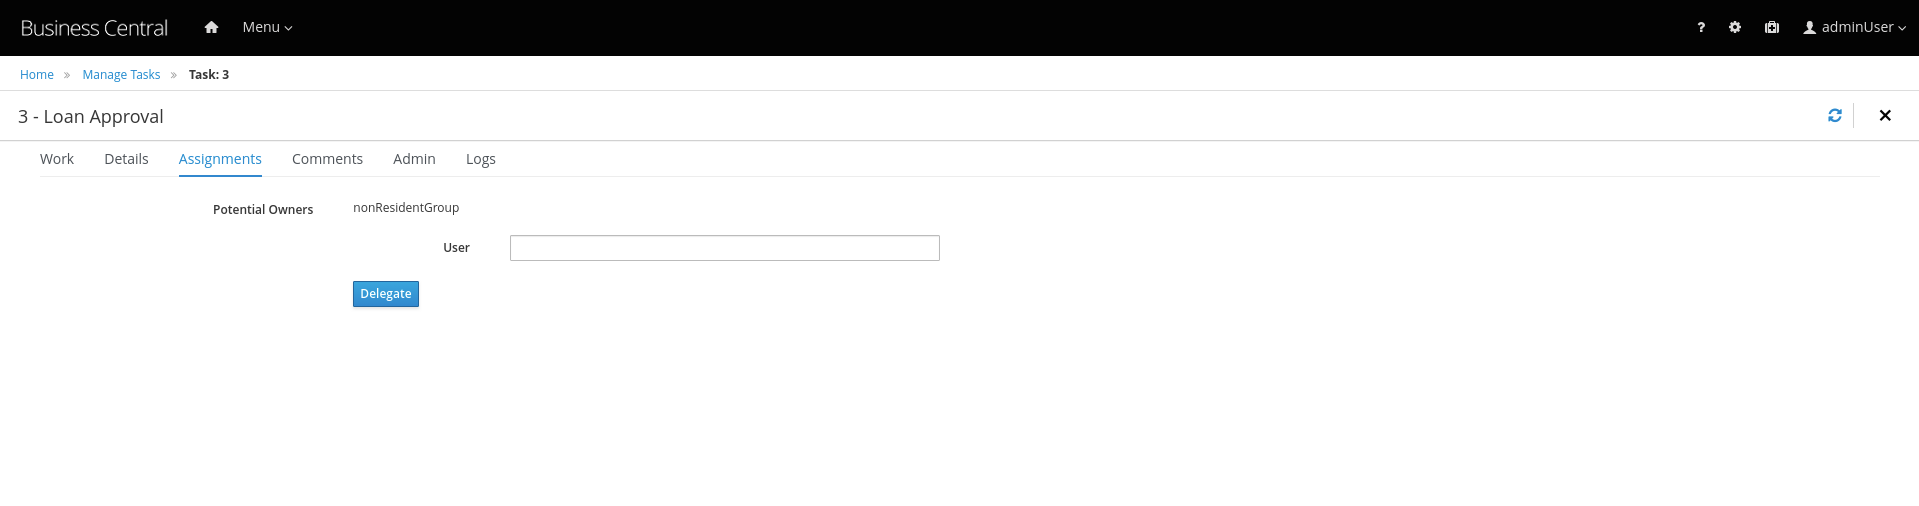 Business Central Menu ? adminUser
Home » Manage Tasks » Task: 3
3 - Loan Approval
Work Details Assignments Comments Admin Logs
Potential Owners nonResidentGroup
User
Delegate